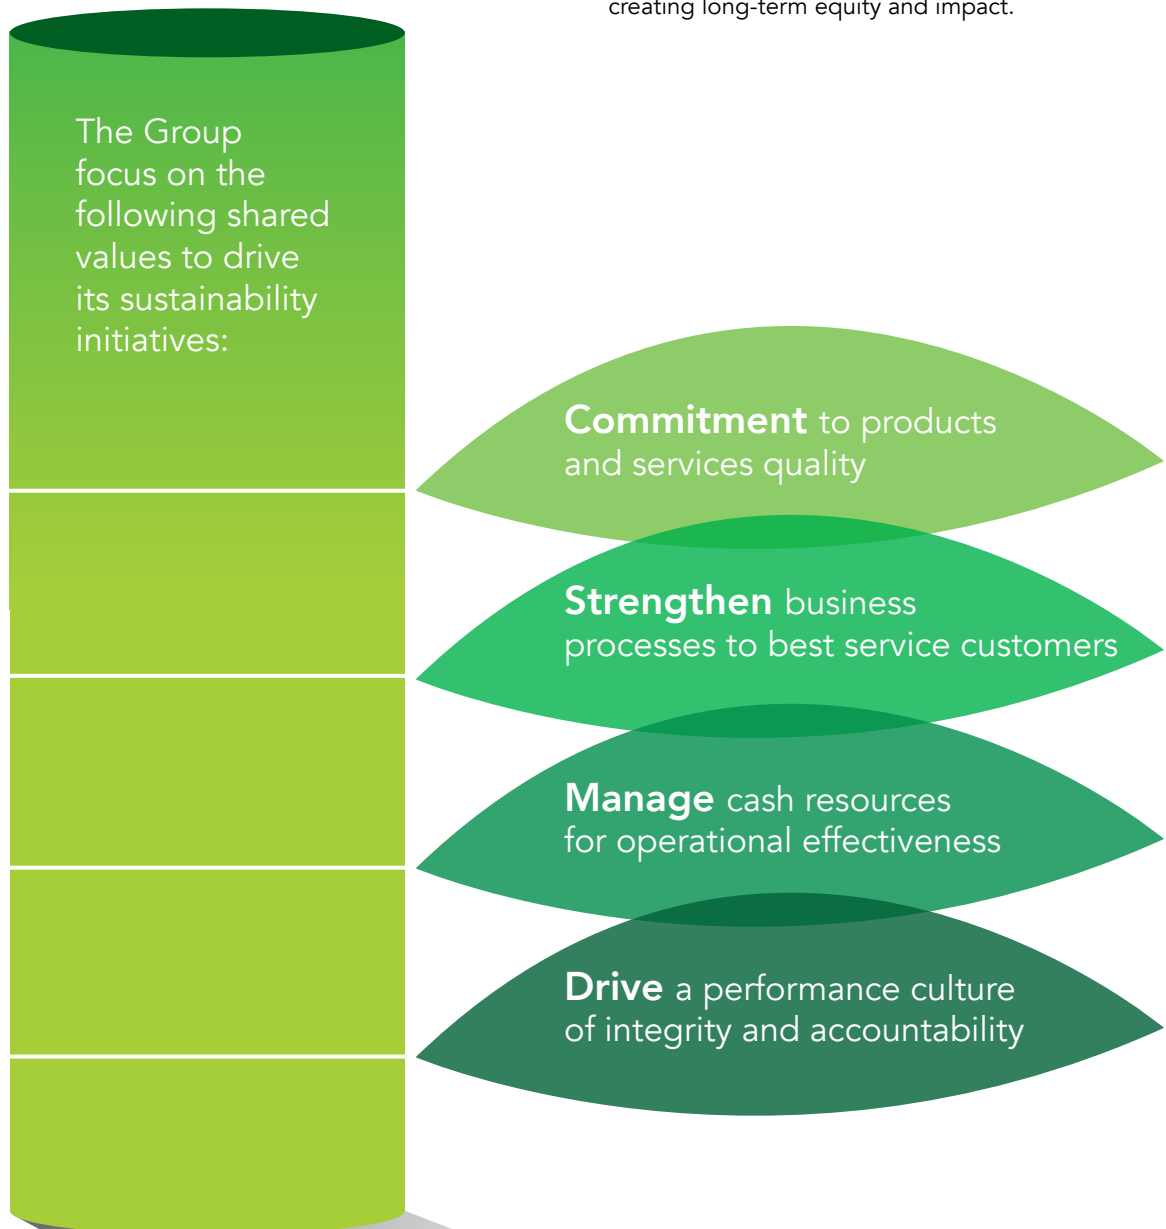 creating long-term equity and impact.
The Group
focus on the
following shared
values to drive
its sustainability
initiatives:
Commitment to products
and services quality
Strengthen business
processes to best service customers
Manage cash resources
for operational effectiveness
Drive a performance culture
of integrity and accountability